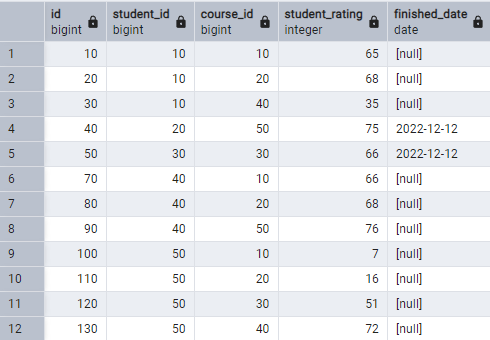 id student_id course_id student_rating finished_date
bigint bigint bigint integer date
1 10 10 10 65 [null]
2 20 10 20 68 [null]
3 30 10 40 35 [null]
4 40 20 50 75 2022-12-12
5 50 30 30 66 2022-12-12
6 70 40 10 66 [null]
7 80 40 20 68 [null]
8 90 40 50 76 [null]
9 100 50 10 7 [null]
10 110 50 20 16 [null]
11 120 50 30 51 [null]
12 130 50 40 72 [null]